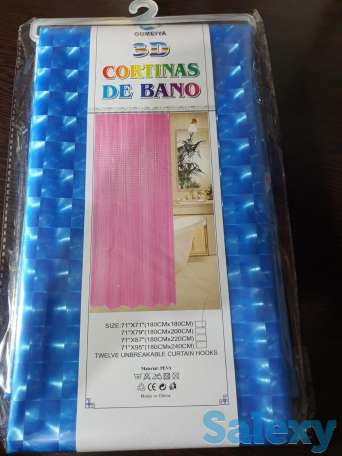 GUMEIYA
3D
CORTINAS
DE BANO
SIZE:71"X71"(180CMx180CM)
71"X79"(180CMx200CM)
71"X87"(180CMx220CM)
71"X95"(180CMx240CM)
TWELVE UNBREAKABLE CURTAIN HOOKS
Material: PEVA
Made in China
Salexy